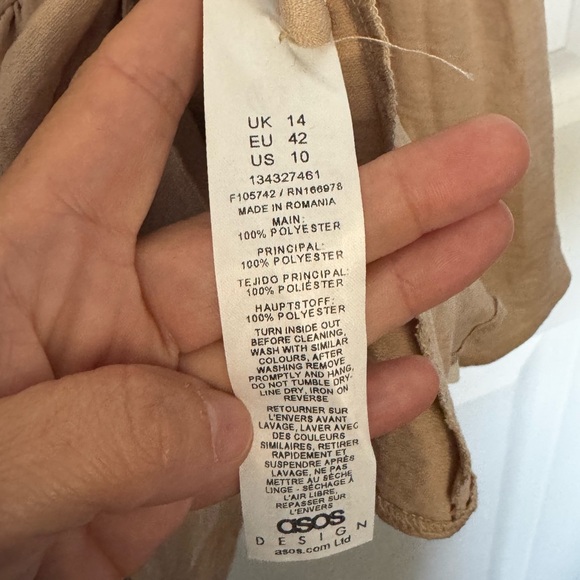 UK 14
EU 42
US 10
134327461
F105742 / RN166978
MADE IN ROMANIA
MAIN:
100% POLYESTER
PRINCIPAL:
100% POLYESTER
TEJIDO PRINCIPAL:
100% POLIÉSTER
HAUPTSTOFF:
100% POLYESTER
TURN INSIDE OUT
BEFORE CLEANING,
WASH WITH SIMILAR
COLOURS, AFTER
WASHING REMOVE
PROMPTLY AND HANG,
DO NOT TUMBLE DRY-
LINE DRY, IRON ON
REVERSE
RETOURNER SUR
L'ENVERS AVANT
LAVAGE, LAVER AVEC
DES COULEURS
SIMILAIRES, RETIRER
RAPIDEMENT ET
SUSPENDRE APRÈS
LAVAGE, NE PAS
METTRE AU SÈCHE
LINGE - SÉCHAGE À
L'AIR LIBRE,
REPASSER SUR
L'ENVERS
asos
DESIGN
asos.com Ltd